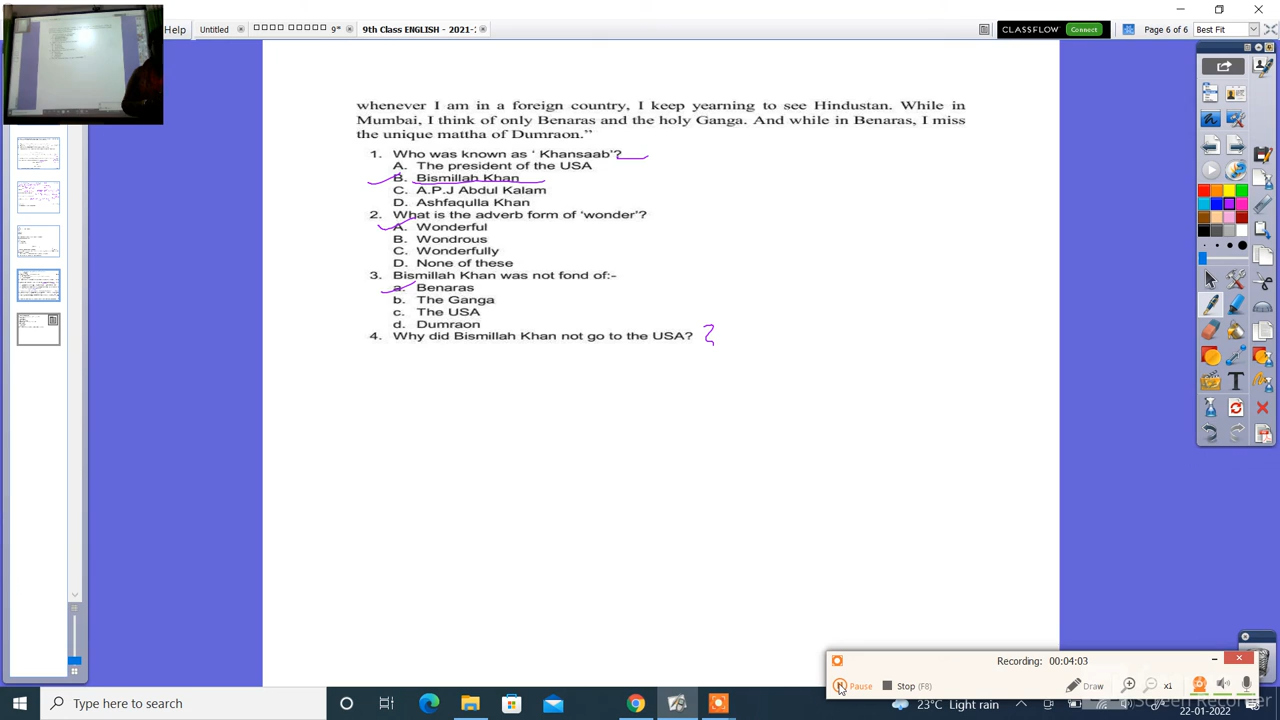 Help
Untitled
9*
9th Class ENGLISH - 2021-
CLASSFLOW
Connect
Page 6 of 6
Best Fit
whenever I am in a foreign country, I keep yearning to see Hindustan. While in
Mumbai, I think of only Benaras and the holy Ganga. And while in Benaras, I miss
the unique mattha of Dumraon.”
1. Who was known as ‘ Khansaab’?
A. The president of the USA
B. Bismillah Khan
C. A.P.J Abdul Kalam
D. Ashfaqulla Khan
2. What is the adverb form of ‘wonder’?
A. Wonderful
B. Wondrous
C. Wonderfully
D. None of these
3. Bismillah Khan was not fond of:-
a. Benaras
b. The Ganga
c. The USA
d. Dumraon
4. Why did Bismillah Khan not go to the USA?
Recording: 00:04:03
Pause
Stop (F8)
Draw
x1
Type here to search
23°C Light rain
22-01-2022